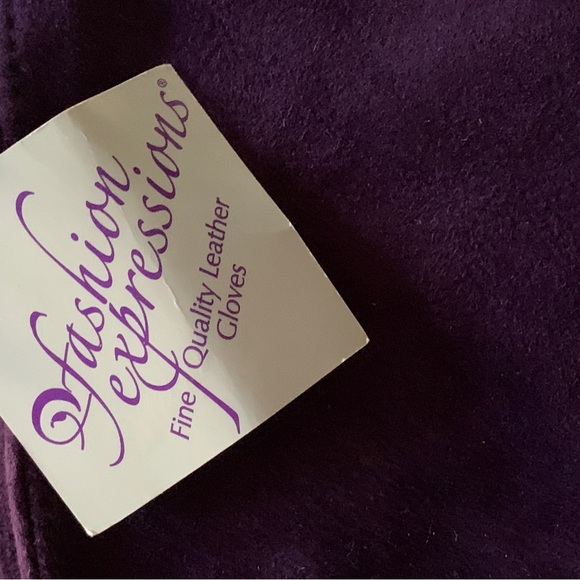 fashion
expressions®
Fine Quality Leather
Gloves